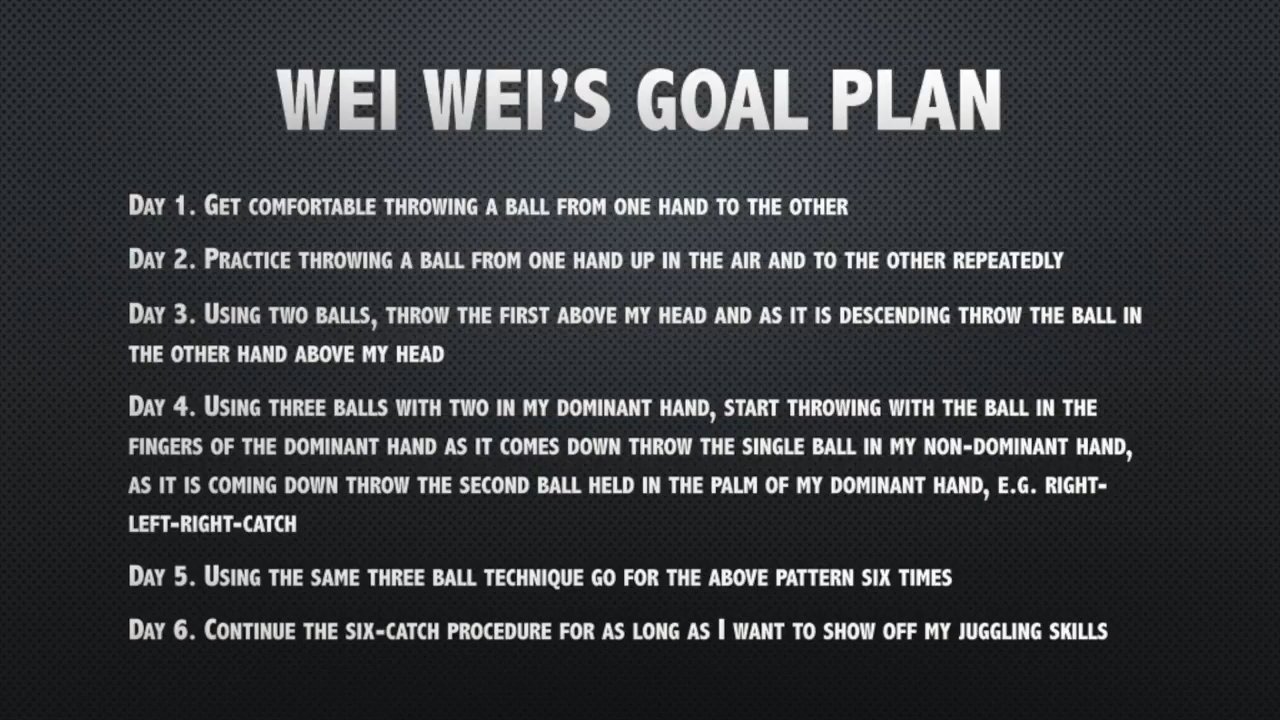 WEI WEI'S GOAL PLAN
DAY 1. GET COMFORTABLE THROWING A BALL FROM ONE HAND TO THE OTHER
DAY 2. PRACTICE THROWING A BALL FROM ONE HAND UP IN THE AIR AND TO THE OTHER REPEATEDLY
DAY 3. USING TWO BALLS, THROW THE FIRST ABOVE MY HEAD AND AS IT IS DESCENDING THROW THE BALL IN
THE OTHER HAND ABOVE MY HEAD
DAY 4. USING THREE BALLS WITH TWO IN MY DOMINANT HAND, START THROWING WITH THE BALL IN THE
FINGERS OF THE DOMINANT HAND AS IT COMES DOWN THROW THE SINGLE BALL IN MY NON-DOMINANT HAND,
AS IT IS COMING DOWN THROW THE SECOND BALL HELD IN THE PALM OF MY DOMINANT HAND, E.G. RIGHT-
LEFT-RIGHT-CATCH
DAY 5. USING THE SAME THREE BALL TECHNIQUE GO FOR THE ABOVE PATTERN SIX TIMES
DAY 6. CONTINUE THE SIX-CATCH PROCEDURE FOR AS LONG AS I WANT TO SHOW OFF MY JUGGLING SKILLS